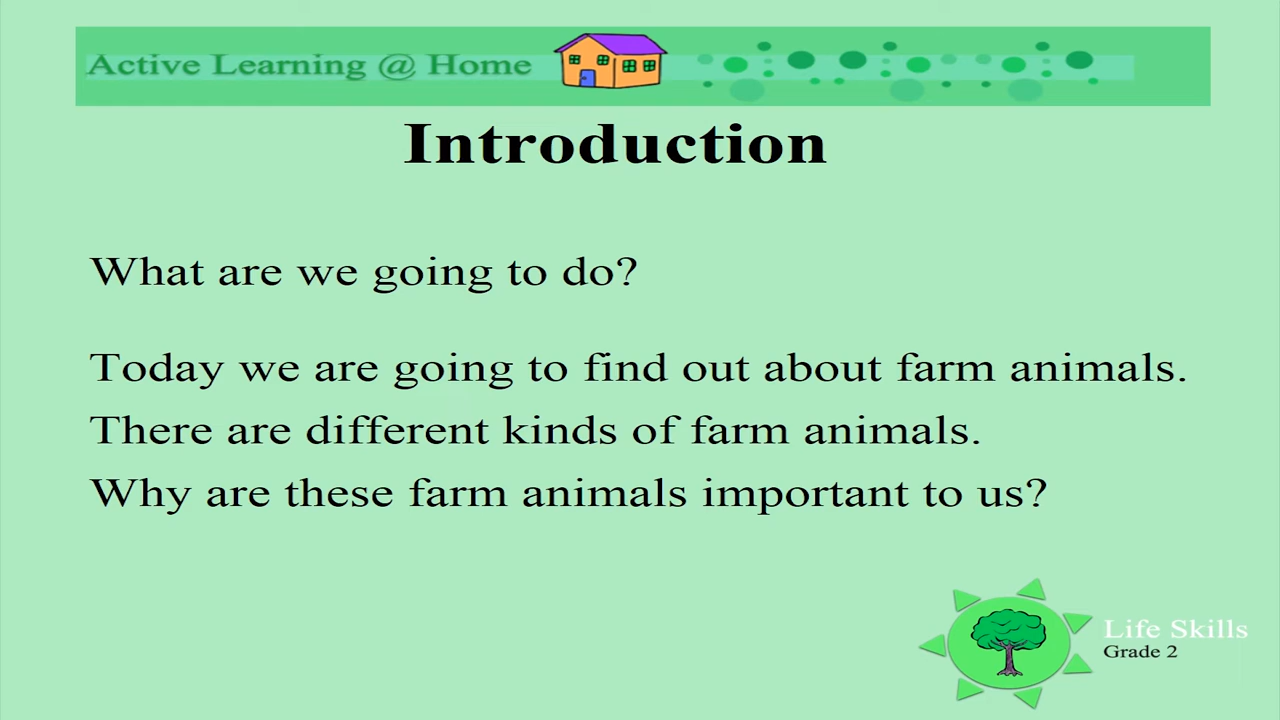 Active Learning @ Home
Introduction
What are we going to do?
Today we are going to find out about farm animals.
There are different kinds of farm animals.
Why are these farm animals important to us?
Life Skills
Grade 2